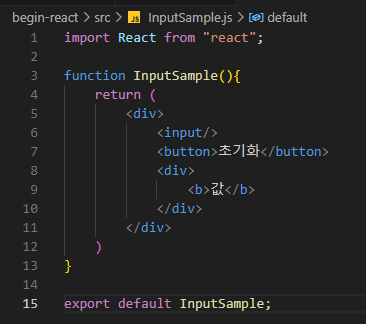 begin-react > src > JS InputSample.js > default
1 import React from "react";
2
3 function InputSample(){
4     return (
5         <div>
6             <input/>
7             <button>초기화</button>
8             <div>
9                 <b>값</b>
10             </div>
11         </div>
12     )
13 }
14
15 export default InputSample;